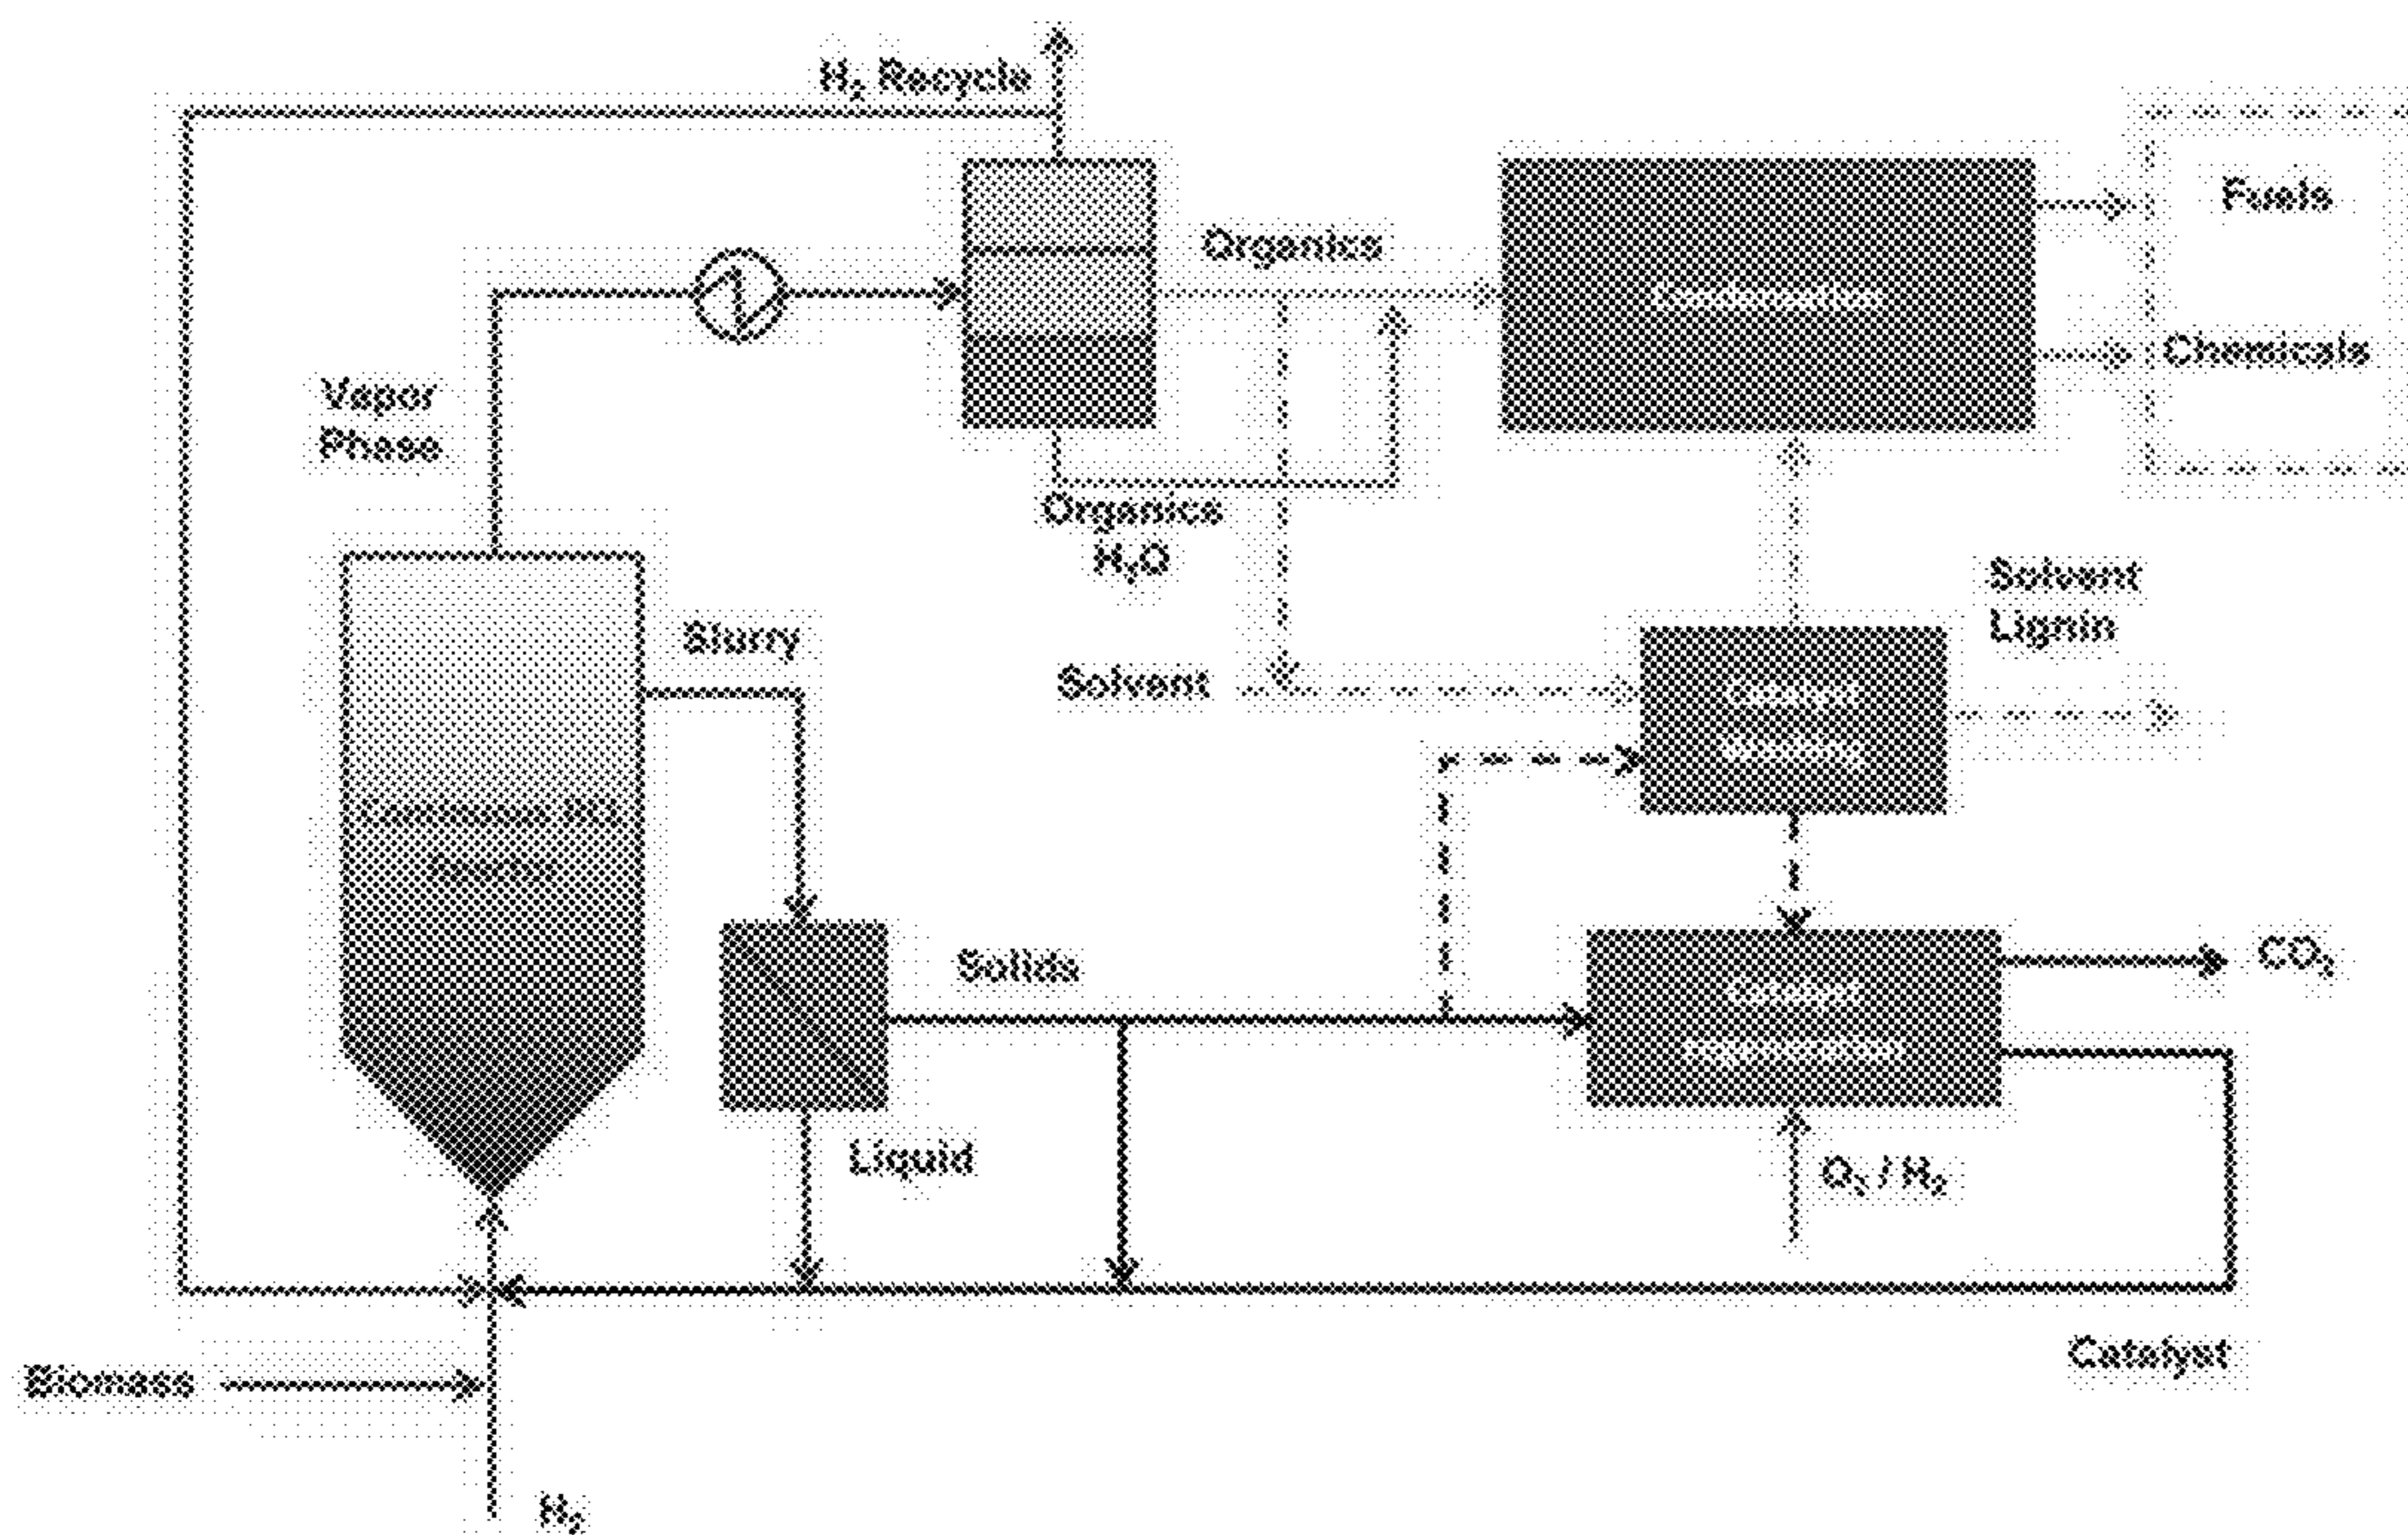 H₂ Recycle
Fuels
Organics
Chemicals
Vapor
Phase
Organics
H₂O
Solvent
Lignin
Slurry
Solvent
Solids
CO₂
Liquid
O₂ / H₂
Catalyst
Biomass
H₂